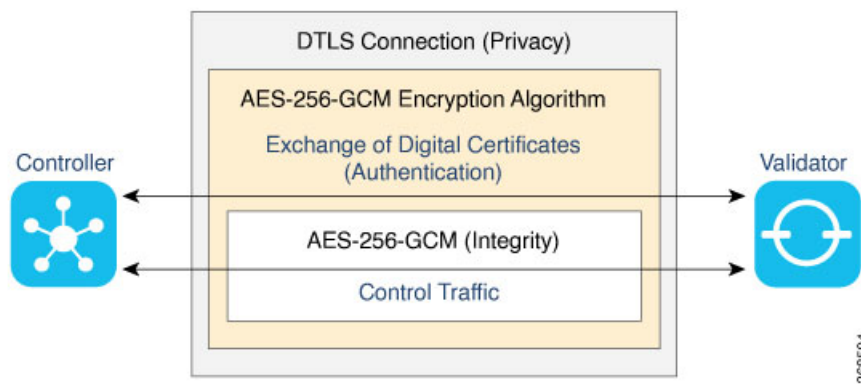 DTLS Connection (Privacy)
AES-256-GCM Encryption Algorithm
Exchange of Digital Certificates
(Authentication)
Controller
Validator
AES-256-GCM (Integrity)
Control Traffic